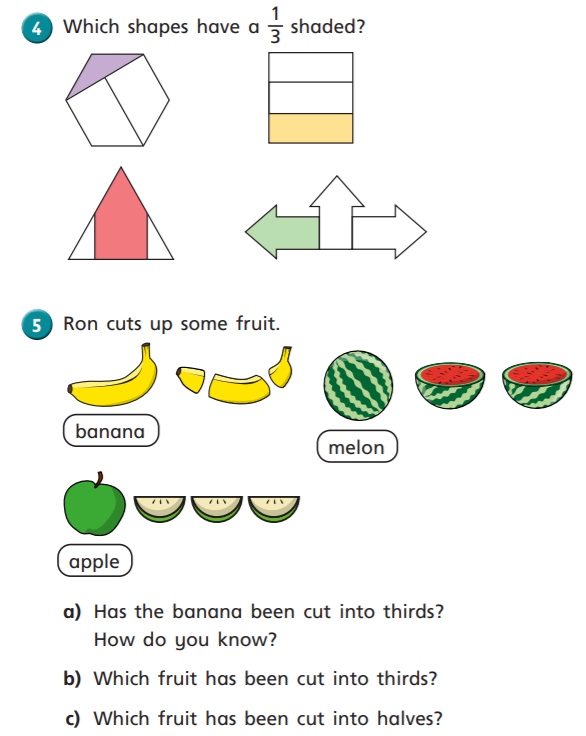 4 Which shapes have a 1/3 shaded?
5 Ron cuts up some fruit.
banana
melon
apple
a) Has the banana been cut into thirds?
How do you know?
b) Which fruit has been cut into thirds?
c) Which fruit has been cut into halves?